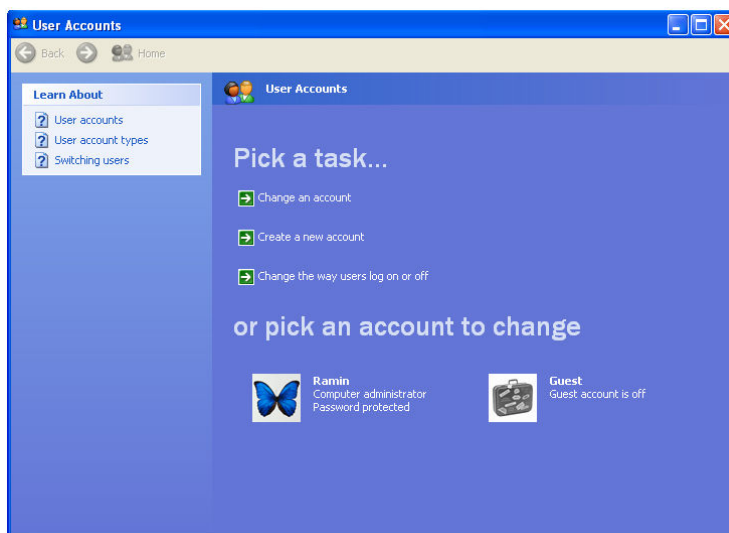 User Accounts
Back Home
Learn About
User accounts
User account types
Switching users
User Accounts
Pick a task...
Change an account
Create a new account
Change the way users log on or off
or pick an account to change
Ramin
Computer administrator
Password protected
Guest
Guest account is off